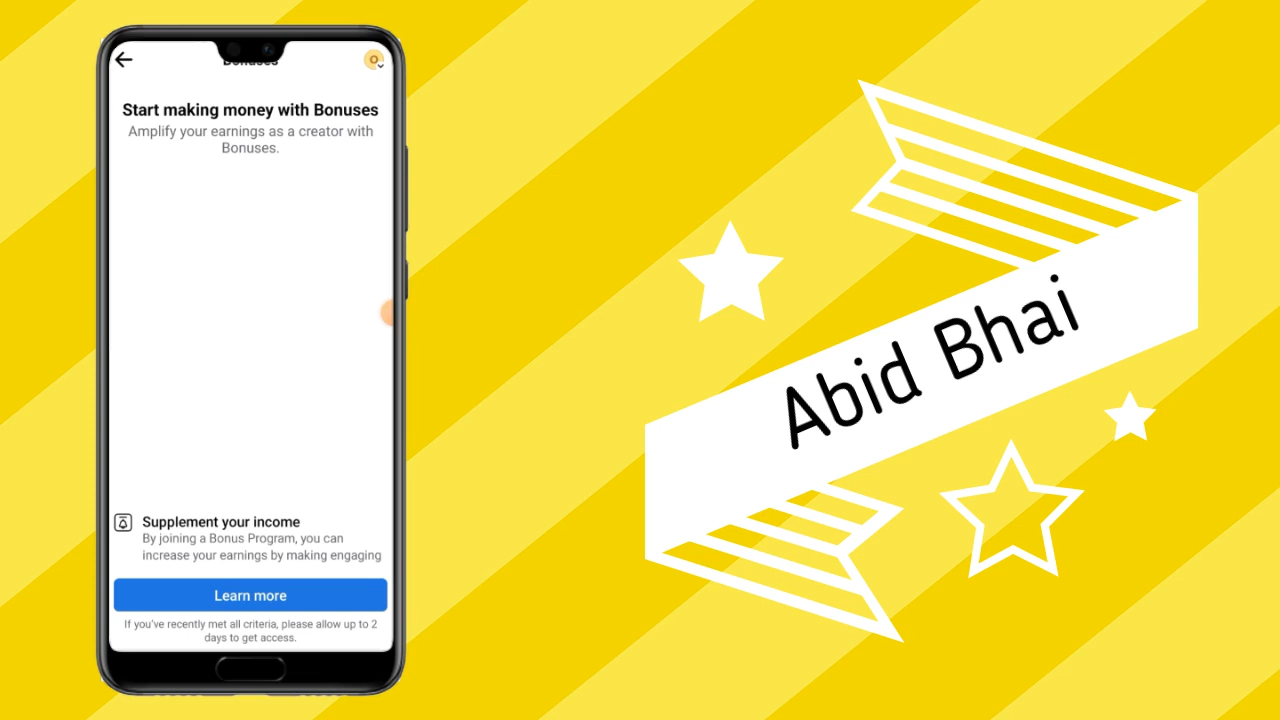 Bonuses
O
Start making money with Bonuses
Amplify your earnings as a creator with
Bonuses.
Supplement your income
By joining a Bonus Program, you can
increase your earnings by making engaging
Learn more
If you've recently met all criteria, please allow up to 2
days to get access.
Abid Bhai